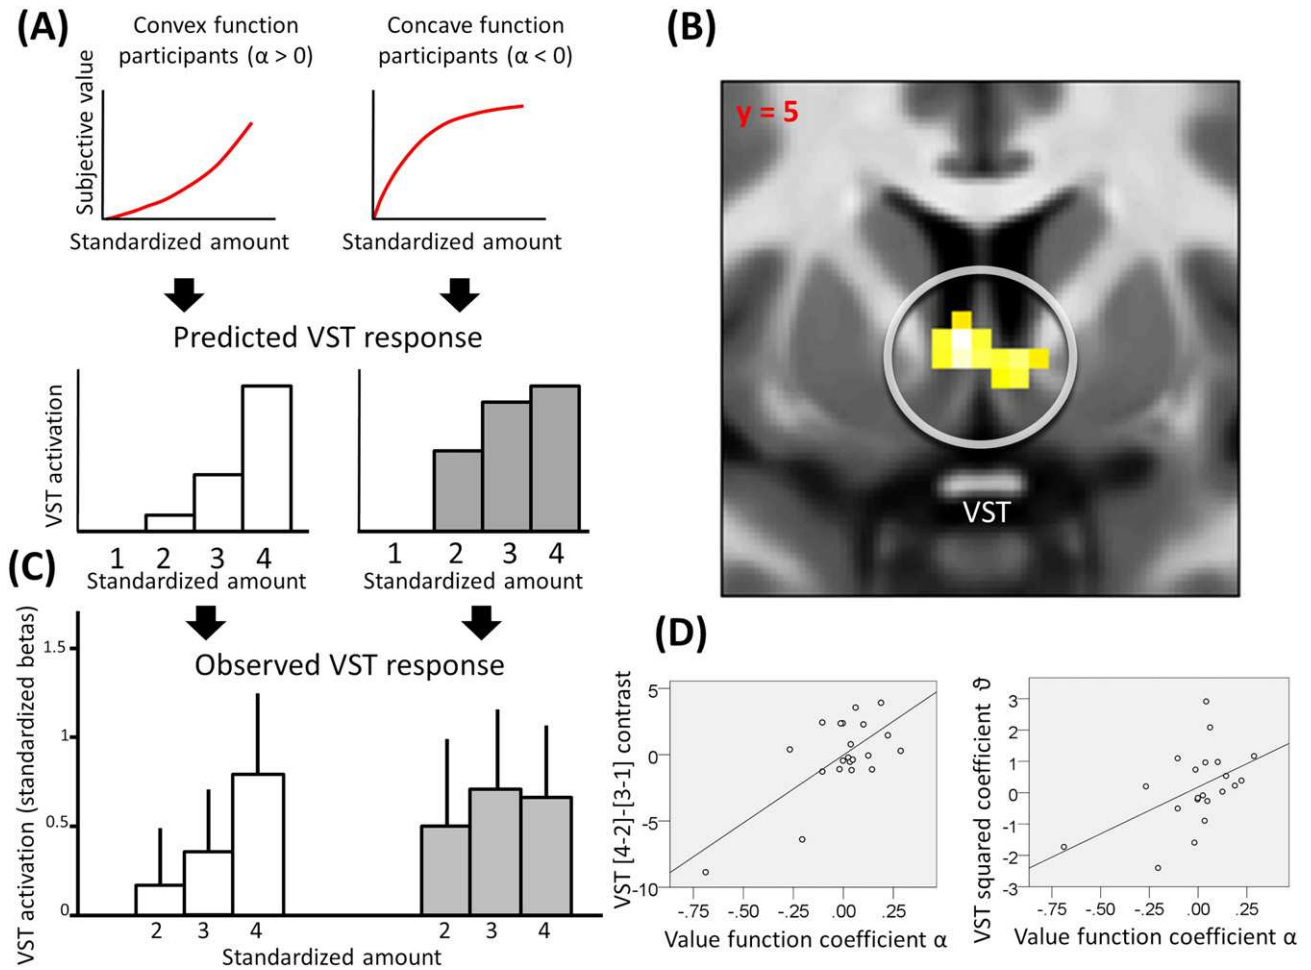 (A)
Convex function
participants (α > 0)
Concave function
participants (α < 0)
Subjective value
Standardized amount
Standardized amount
Predicted VST response
VST activation
1 2 3 4
1 2 3 4
Standardized amount
Standardized amount
(B)
y = 5
VST
(C)
Observed VST response
VST activation (standardized betas)
1.5
1
0.5
0
2 3 4
2 3 4
Standardized amount
(D)
VST [4-2]-[3-1] contrast
5
0
-5
-10
-.75 -.50 -.25 .00 .25
Value function coefficient α
VST squared coefficient ϑ
3
2
1
0
-1
-2
-3
-.75 -.50 -.25 .00 .25
Value function coefficient α